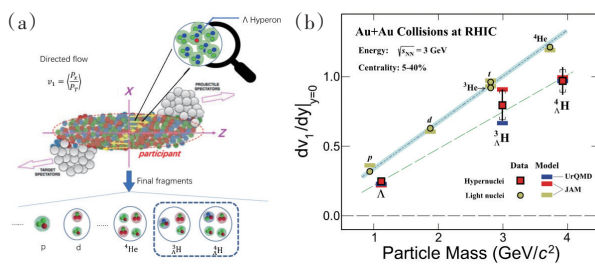 (a)
Λ Hyperon
Directed flow
v₁ = ⟨pₓ/p_T⟩
X
PROJECTILE SPECTATORS
Z
TARGET SPECTATORS
participant
Final fragments
...... ......
p d ⁴He ³ΛH ⁴ΛH
(b)
Au+Au Collisions at RHIC
Energy: √sNN = 3 GeV
Centrality: 5-40%
⁴He
t
³He
d
p
Λ
³ΛH
⁴ΛH
Data Model
Hypernuclei UrQMD
Light nuclei JAM
dv₁/dy|y=0
1.0
0.5
0.0
1 2 3 4
Particle Mass (GeV/c²)